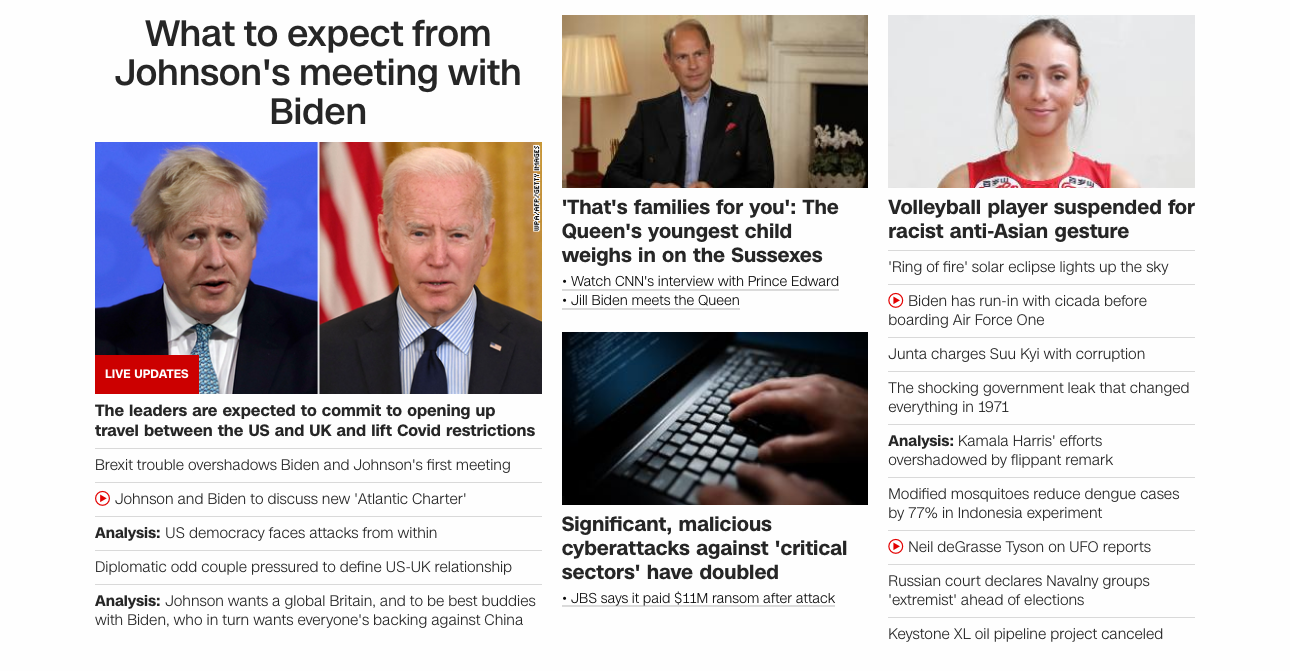 What to expect from
Johnson's meeting with
Biden
WPA/AFP/GETTY IMAGES
LIVE UPDATES
The leaders are expected to commit to opening up
travel between the US and UK and lift Covid restrictions
Brexit trouble overshadows Biden and Johnson's first meeting
Johnson and Biden to discuss new 'Atlantic Charter'
Analysis: US democracy faces attacks from within
Diplomatic odd couple pressured to define US-UK relationship
Analysis: Johnson wants a global Britain, and to be best buddies
with Biden, who in turn wants everyone's backing against China
'That's families for you': The
Queen's youngest child
weighs in on the Sussexes
• Watch CNN's interview with Prince Edward
• Jill Biden meets the Queen
Significant, malicious
cyberattacks against 'critical
sectors' have doubled
• JBS says it paid $11M ransom after attack
Volleyball player suspended for
racist anti-Asian gesture
'Ring of fire' solar eclipse lights up the sky
Biden has run-in with cicada before
boarding Air Force One
Junta charges Suu Kyi with corruption
The shocking government leak that changed
everything in 1971
Analysis: Kamala Harris' efforts
overshadowed by flippant remark
Modified mosquitoes reduce dengue cases
by 77% in Indonesia experiment
Neil deGrasse Tyson on UFO reports
Russian court declares Navalny groups
'extremist' ahead of elections
Keystone XL oil pipeline project canceled